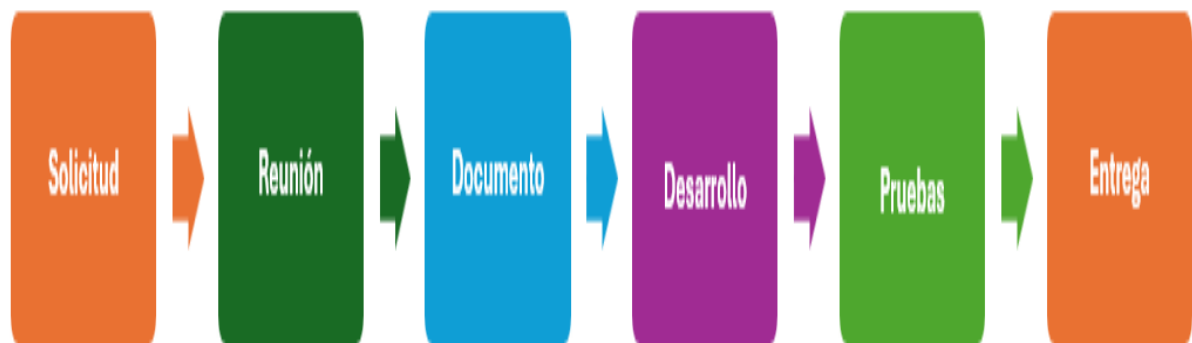 Solicitud
Reunión
Documento
Desarrollo
Pruebas
Entrega